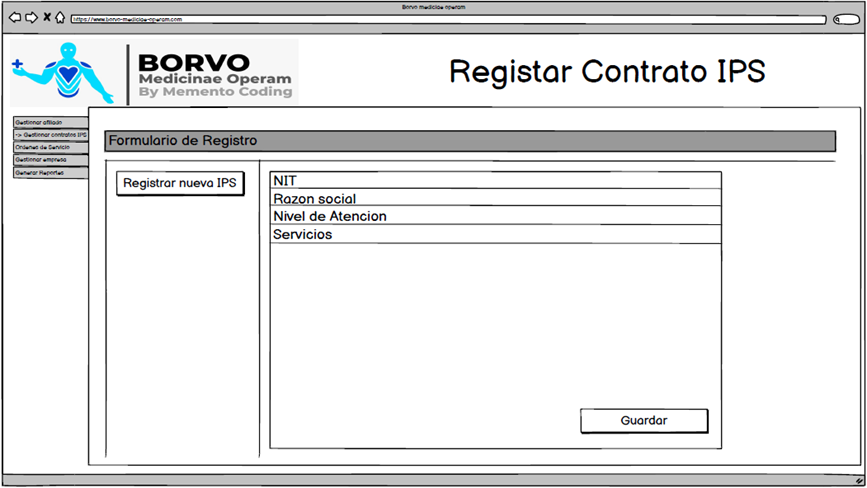 Borvo medicina operam
https://www.borvo-medicina-operam.com
BORVO
Medicinae Operam
By Memento Coding
Registar Contrato IPS
Gestionar afiliado
-> Gestionar contratos IPS
Ordenes de Servicio
Gestionar empresa
Generar Reportes
Formulario de Registro
Registrar nueva IPS
NIT
Razon social
Nivel de Atencion
Servicios
Guardar